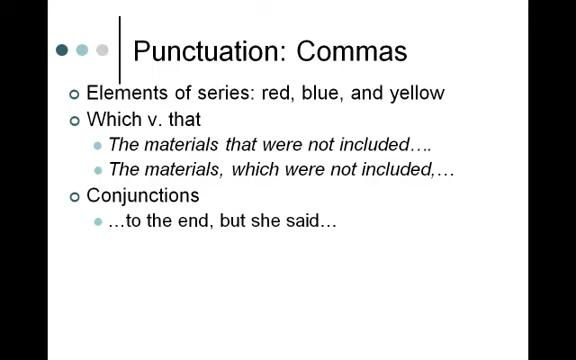 Punctuation: Commas
Elements of series: red, blue, and yellow
Which v. that
The materials that were not included….
The materials, which were not included,…
Conjunctions
…to the end, but she said…